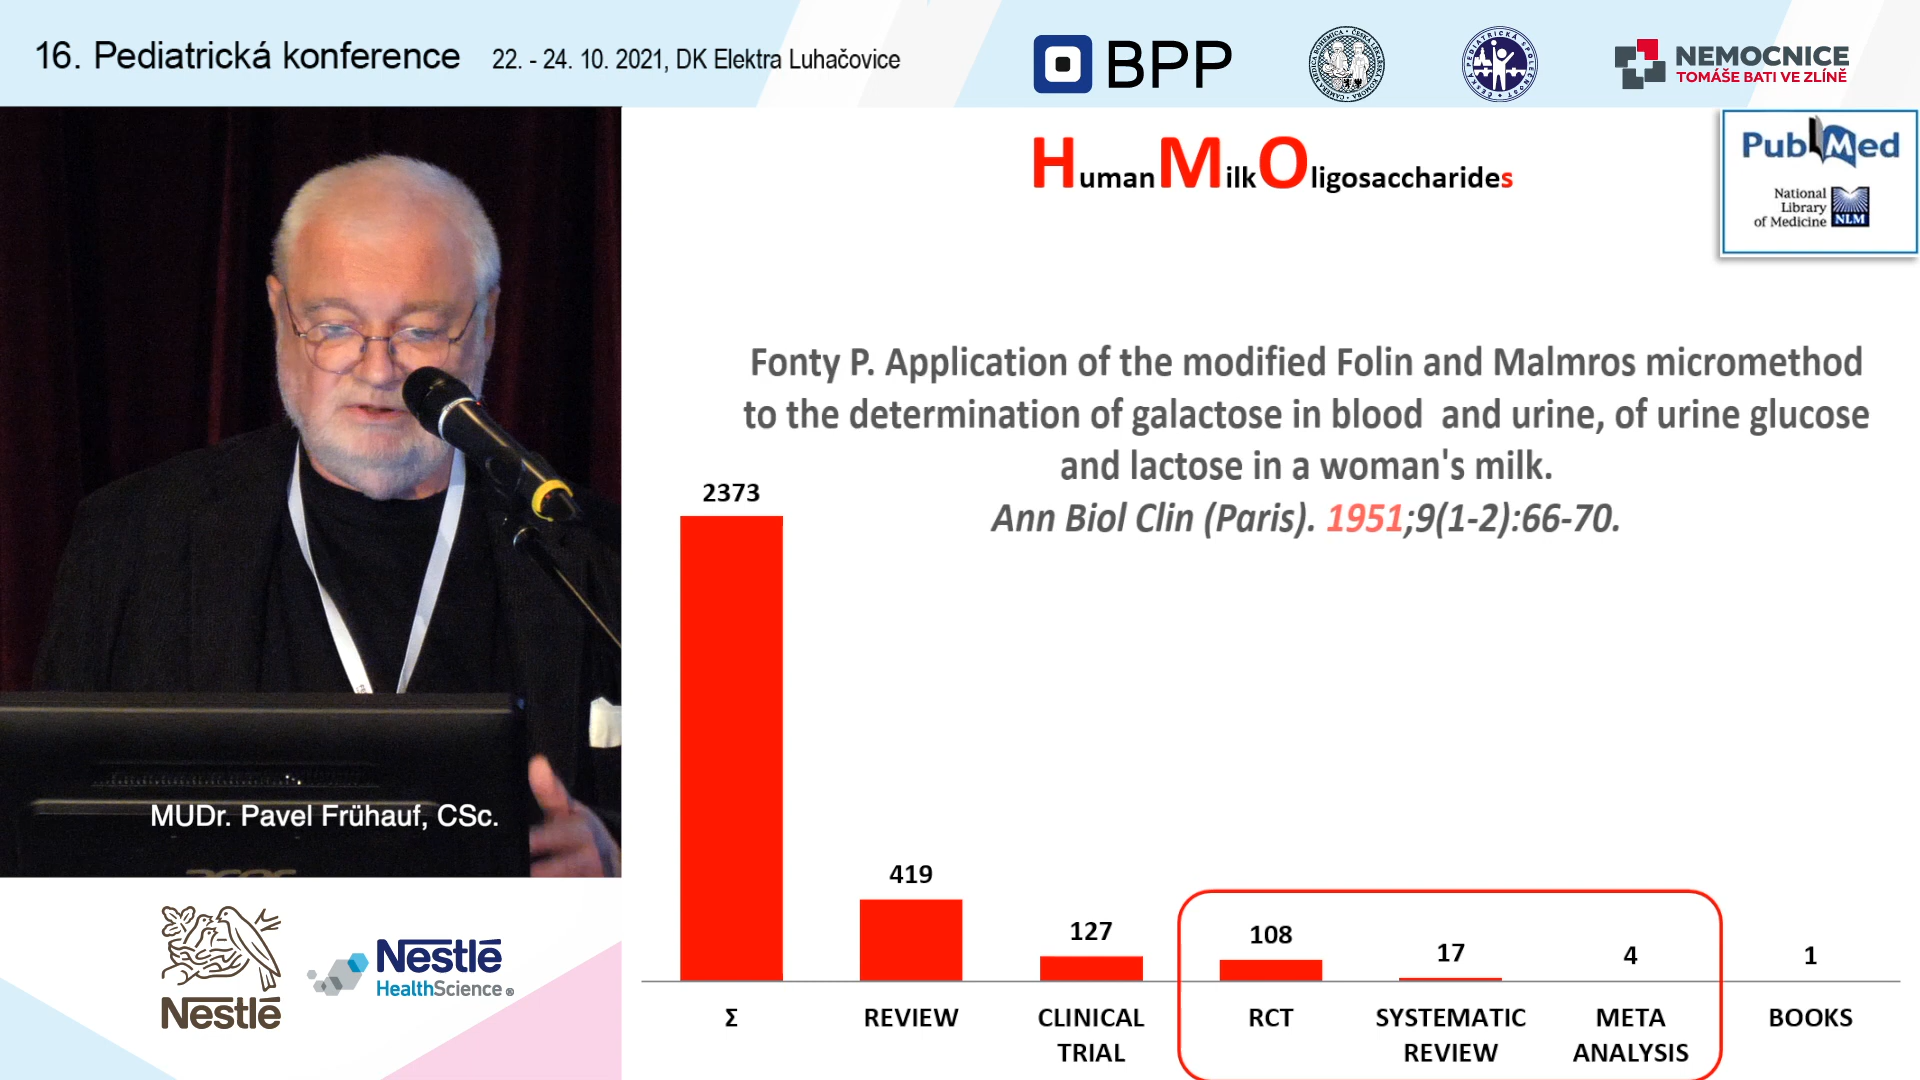 16. Pediatrická konference 22. - 24. 10. 2021, DK Elektra Luhačovice
BPP
NEMOCNICE
TOMÁŠE BATI VE ZLÍNĚ
PubMed
National
Library
of Medicine
NLM
HumanMilkOligosaccharides
Fonty P. Application of the modified Folin and Malmros micromethod
to the determination of galactose in blood and urine, of urine glucose
and lactose in a woman's milk.
Ann Biol Clin (Paris). 1951;9(1-2):66-70.
2373
419
127
108
17
4
1
Σ
REVIEW
CLINICAL
TRIAL
RCT
SYSTEMATIC
REVIEW
META
ANALYSIS
BOOKS
MUDr. Pavel Frühauf, CSc.
Nestlé
Nestlé
HealthScience®